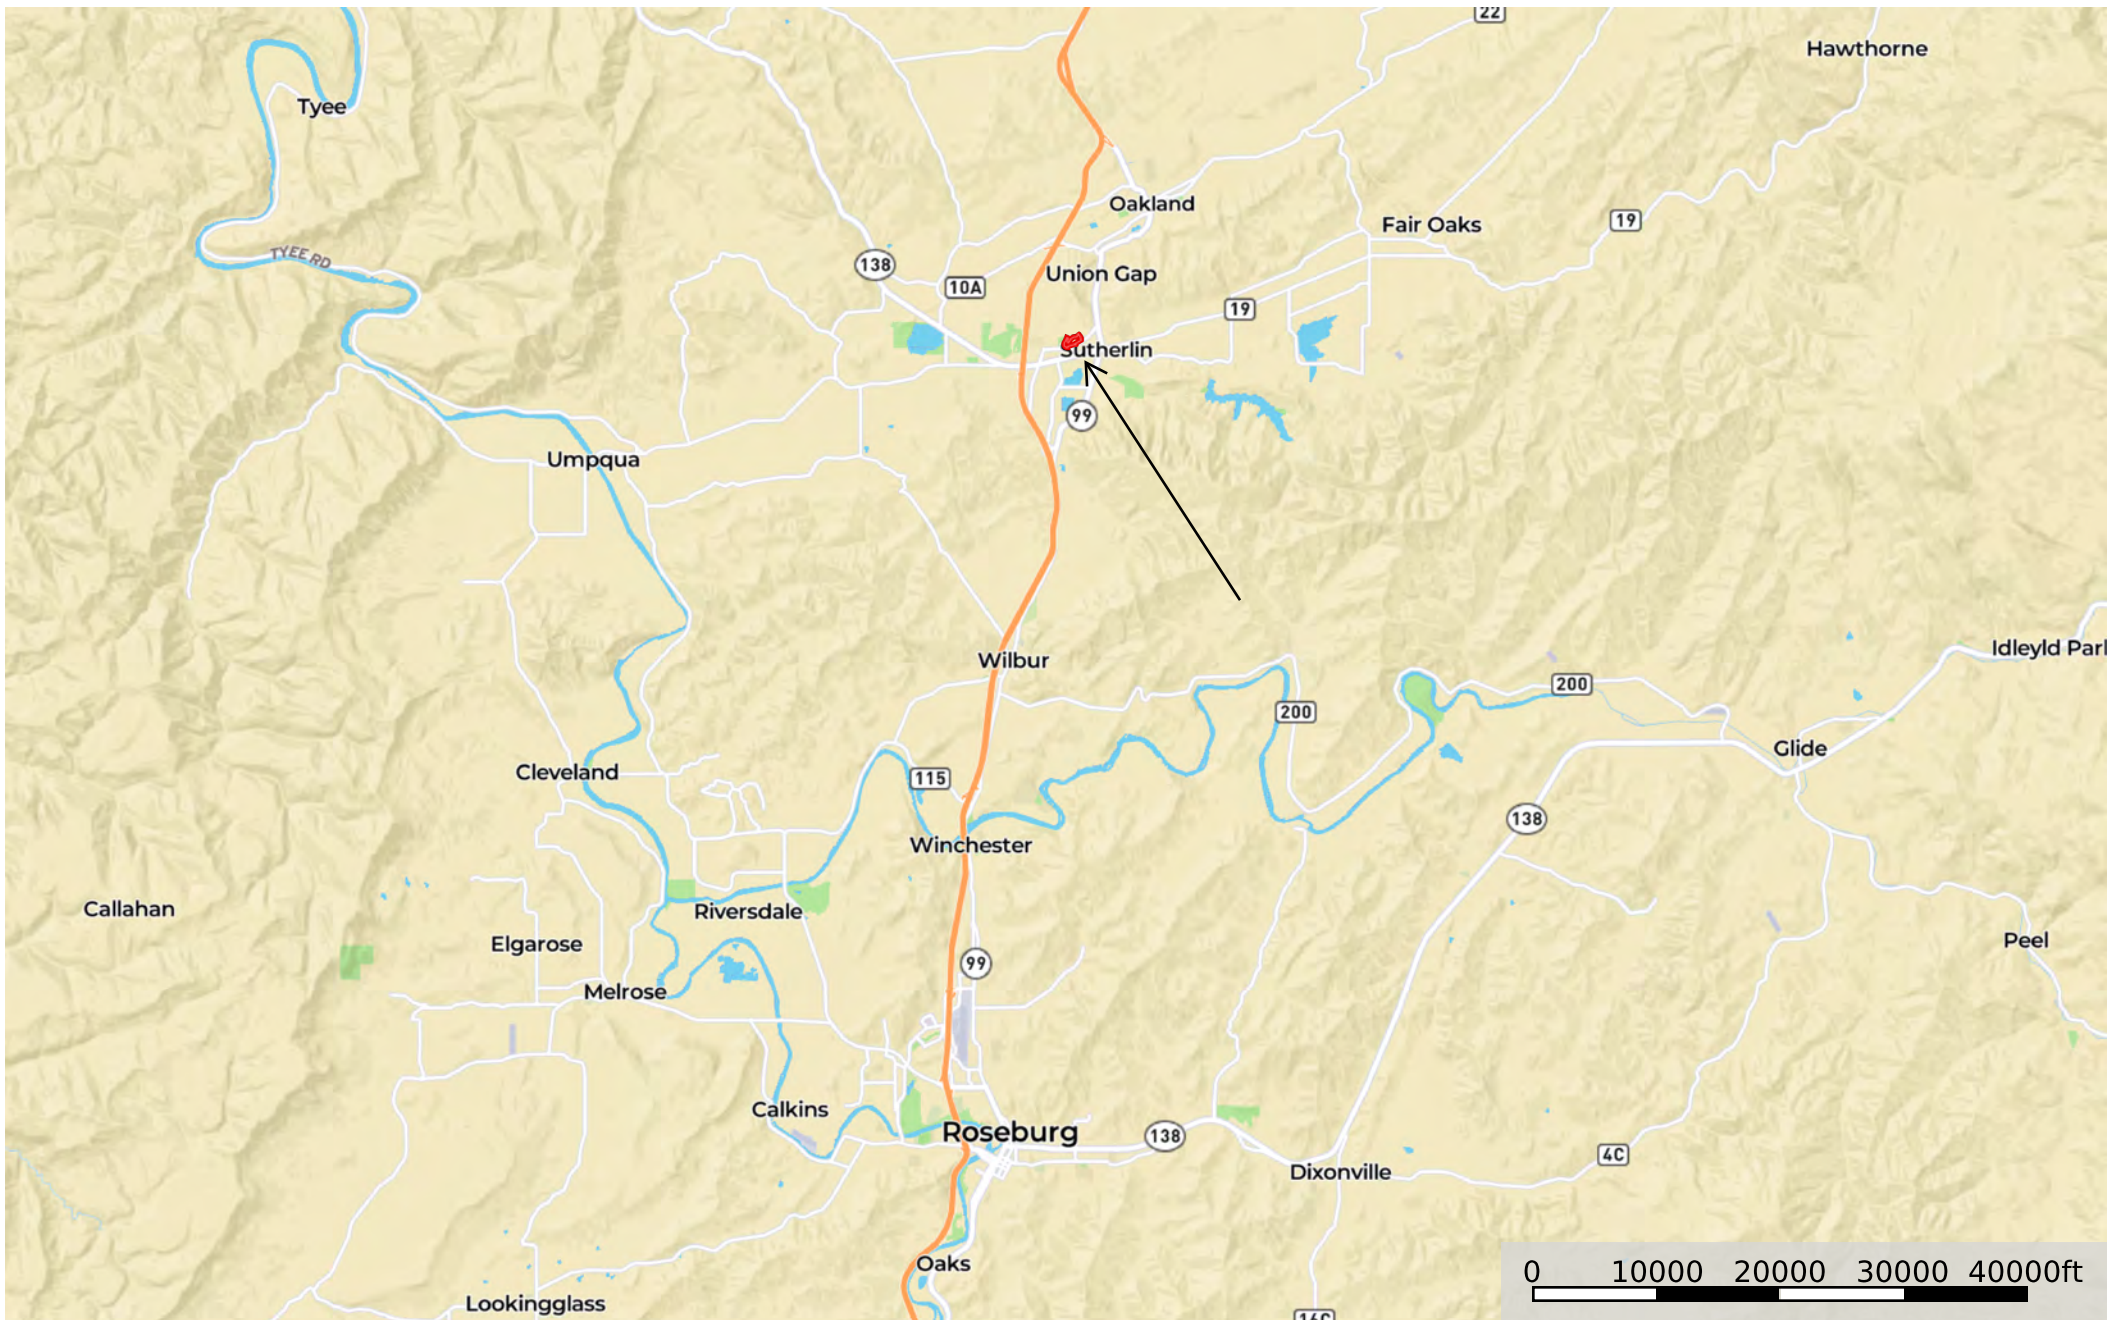 22
Hawthorne
Tyee
Oakland
Fair Oaks
19
TYEE RD
138
Union Gap
10A
19
Sutherlin
99
Umpqua
Wilbur
Idleyld Parl
200
200
Glide
Cleveland
115
138
Winchester
Callahan
Riversdale
Elgarose
Peel
99
Melrose
Calkins
Roseburg
138
4C
Dixonville
Oaks
0 10000 20000 30000 40000ft
Lookingglass
16C